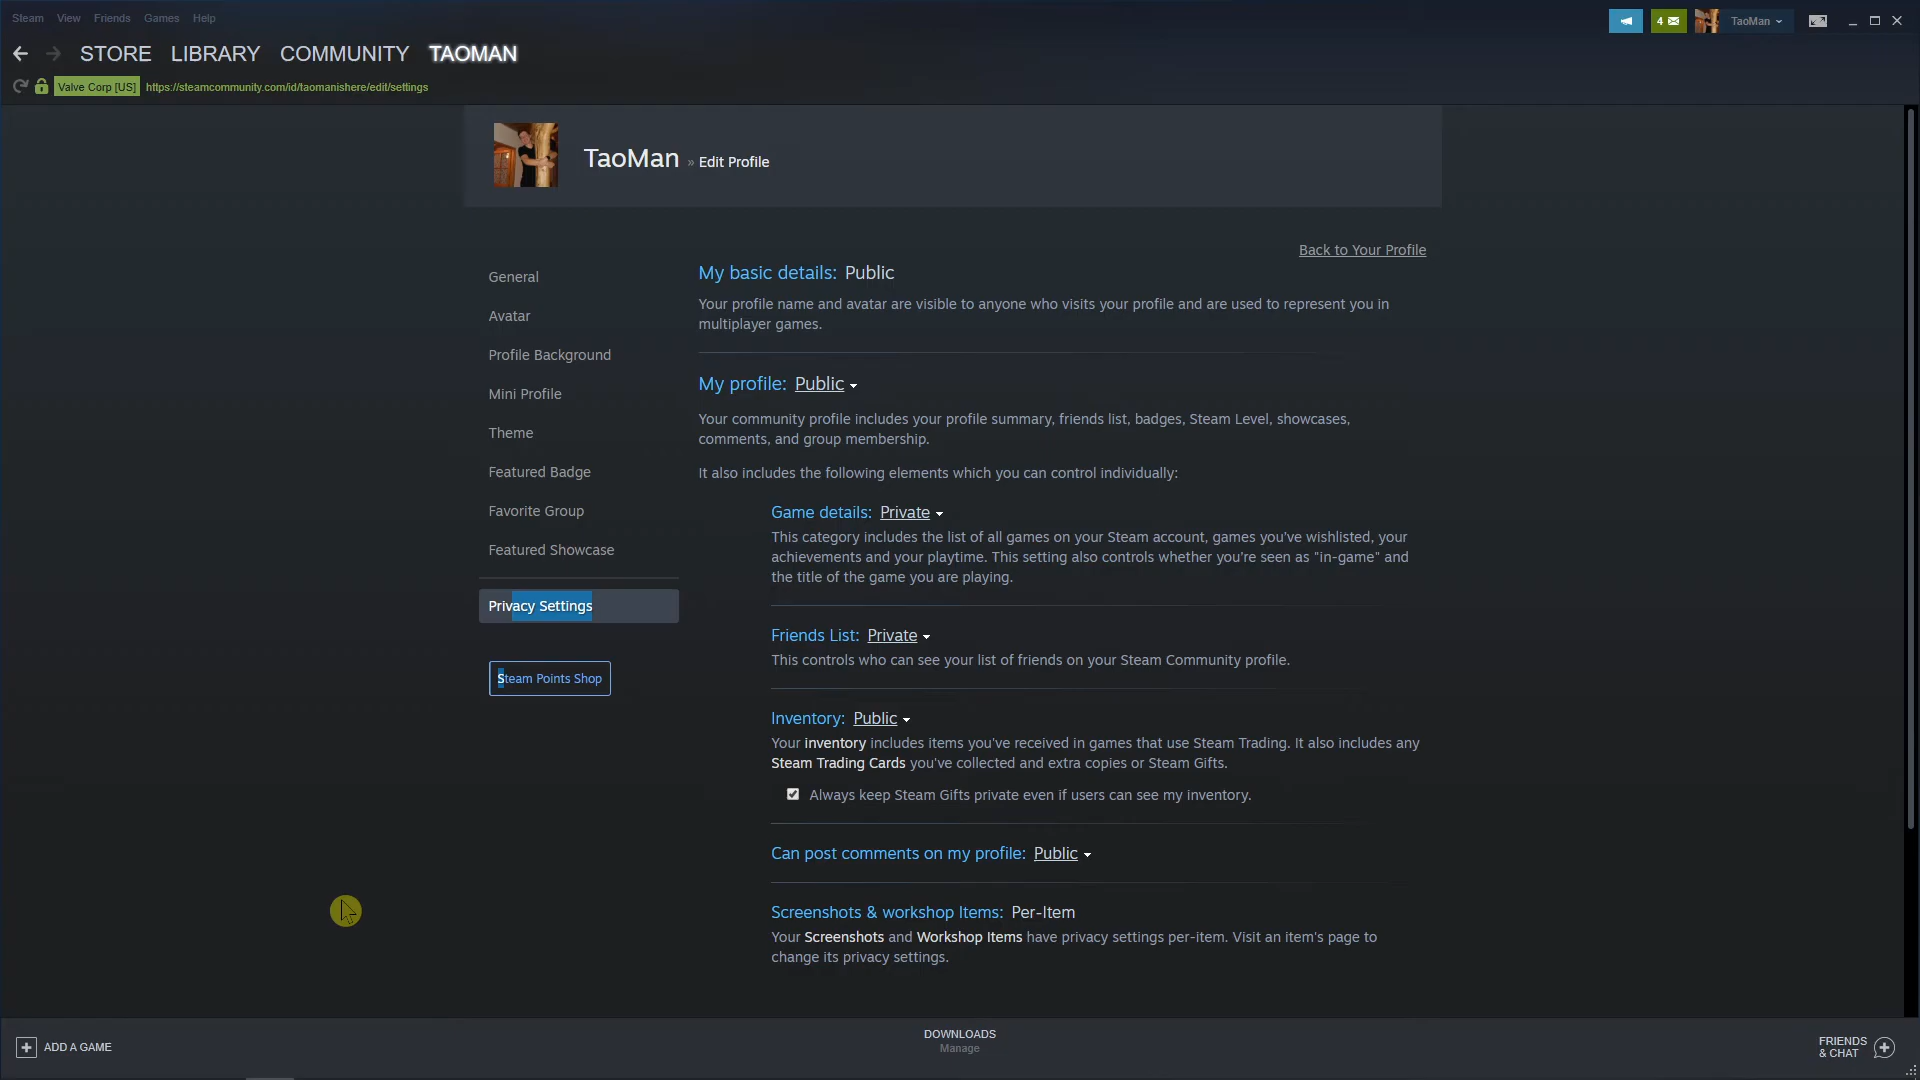 Steam View Friends Games Help
4 TaoMan
STORE LIBRARY COMMUNITY TAOMAN
Valve Corp [US] https://steamcommunity.com/id/taomanishere/edit/settings
TaoMan » Edit Profile
Back to Your Profile
General
Avatar
Profile Background
Mini Profile
Theme
Featured Badge
Favorite Group
Featured Showcase
Privacy Settings
Steam Points Shop
My basic details: Public
Your profile name and avatar are visible to anyone who visits your profile and are used to represent you in
multiplayer games.
My profile: Public
Your community profile includes your profile summary, friends list, badges, Steam Level, showcases,
comments, and group membership.
It also includes the following elements which you can control individually:
Game details: Private
This category includes the list of all games on your Steam account, games you've wishlisted, your
achievements and your playtime. This setting also controls whether you're seen as "in-game" and
the title of the game you are playing.
Friends List: Private
This controls who can see your list of friends on your Steam Community profile.
Inventory: Public
Your inventory includes items you've received in games that use Steam Trading. It also includes any
Steam Trading Cards you've collected and extra copies or Steam Gifts.
Always keep Steam Gifts private even if users can see my inventory.
Can post comments on my profile: Public
Screenshots & workshop Items: Per-Item
Your Screenshots and Workshop Items have privacy settings per-item. Visit an item's page to
change its privacy settings.
ADD A GAME
DOWNLOADS
Manage
FRIENDS
& CHAT